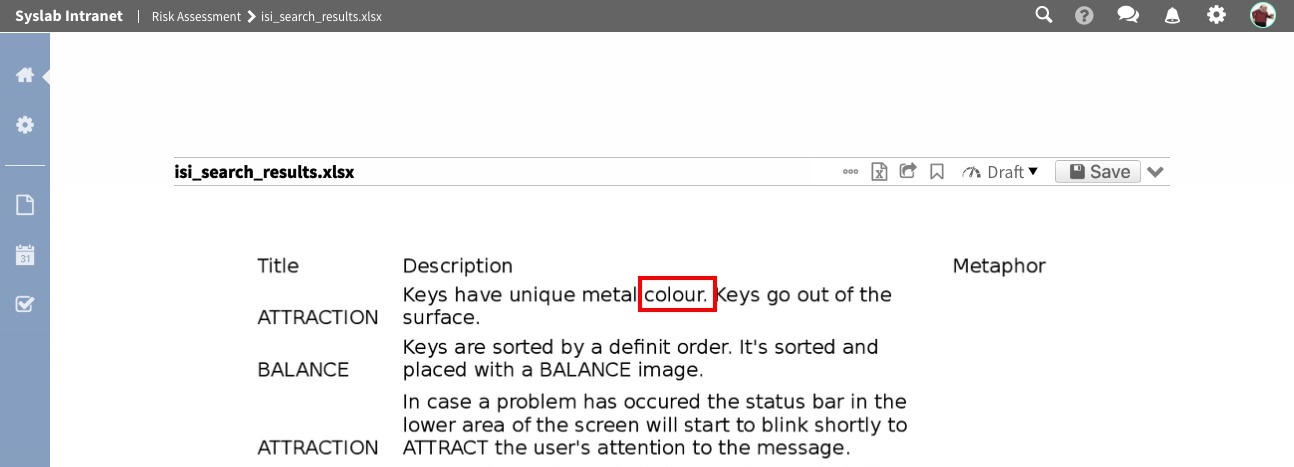 Syslab Intranet | Risk Assessment > isi_search_results.xlsx
31
isi_search_results.xlsx
Draft Save
Title Description Metaphor
ATTRACTION Keys have unique metal colour. Keys go out of the
surface.
BALANCE Keys are sorted by a definit order. It's sorted and
placed with a BALANCE image.
In case a problem has occured the status bar in the
lower area of the screen will start to blink shortly to
ATTRACTION ATTRACT the user's attention to the message.